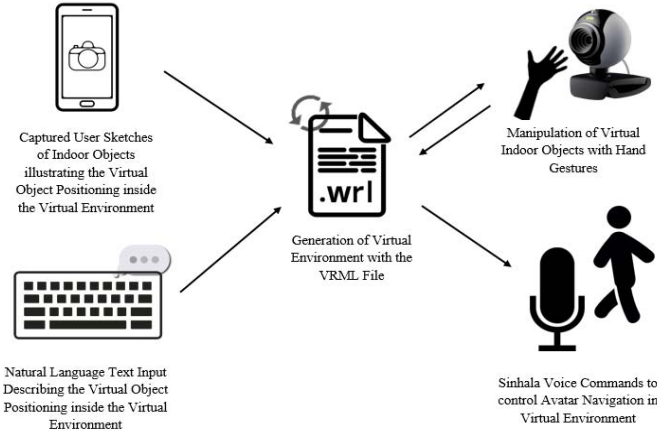 Captured User Sketches
of Indoor Objects
illustrating the Virtual
Object Positioning inside
the Virtual Environment
Natural Language Text Input
Describing the Virtual Object
Positioning inside the Virtual
Environment
.wrl
Generation of Virtual
Environment with the
VRML File
Manipulation of Virtual
Indoor Objects with Hand
Gestures
Sinhala Voice Commands to
control Avatar Navigation in
Virtual Environment